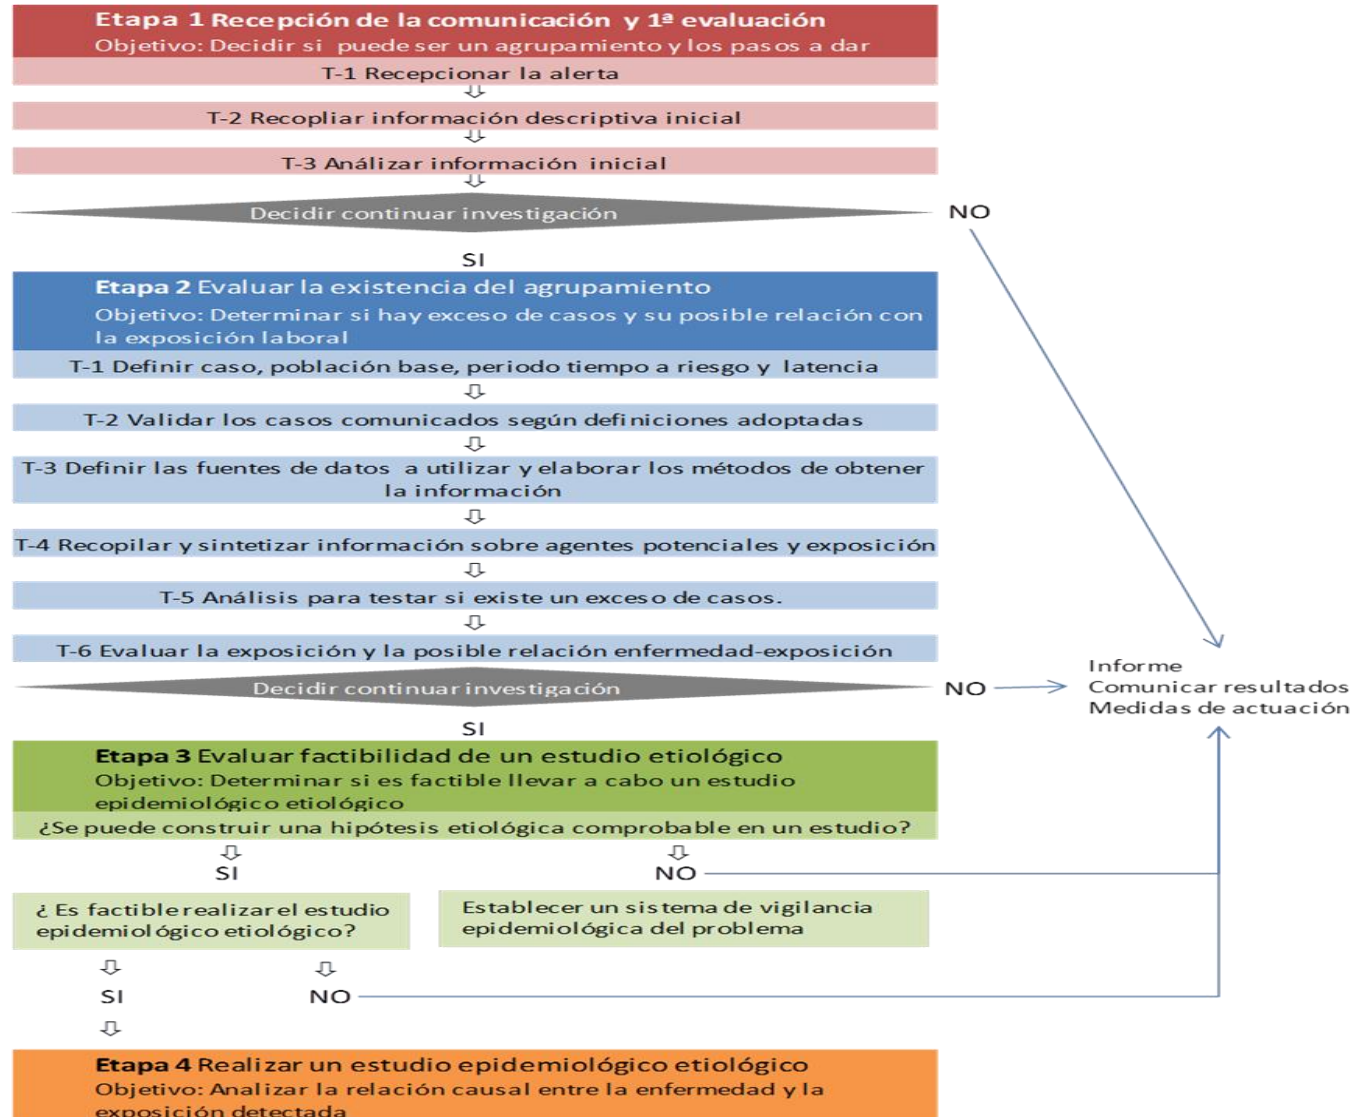 Etapa 1 Recepción de la comunicación y 1ª evaluación
Objetivo: Decidir si puede ser un agrupamiento y los pasos a dar
T-1 Recepcionar la alerta
T-2 Recopliar información descriptiva inicial
T-3 Análizar información inicial
Decidir continuar investigación
NO
SI
Etapa 2 Evaluar la existencia del agrupamiento
Objetivo: Determinar si hay exceso de casos y su posible relación con
la exposición laboral
T-1 Definir caso, población base, periodo tiempo a riesgo y latencia
T-2 Validar los casos comunicados según definiciones adoptadas
T-3 Definir las fuentes de datos a utilizar y elaborar los métodos de obtener
la información
T-4 Recopilar y sintetizar información sobre agentes potenciales y exposición
T-5 Análisis para testar si existe un exceso de casos.
T-6 Evaluar la exposición y la posible relación enfermedad-exposición
Decidir continuar investigación
NO
Informe
Comunicar resultados
Medidas de actuación
SI
Etapa 3 Evaluar factibilidad de un estudio etiológico
Objetivo: Determinar si es factible llevar a cabo un estudio
epidemiológico etiológico
¿Se puede construir una hipótesis etiológica comprobable en un estudio?
SI
NO
¿ Es factible realizar el estudio
epidemiológico etiológico?
Establecer un sistema de vigilancia
epidemiológica del problema
SI
NO
Etapa 4 Realizar un estudio epidemiológico etiológico
Objetivo: Analizar la relación causal entre la enfermedad y la
exposición detectada